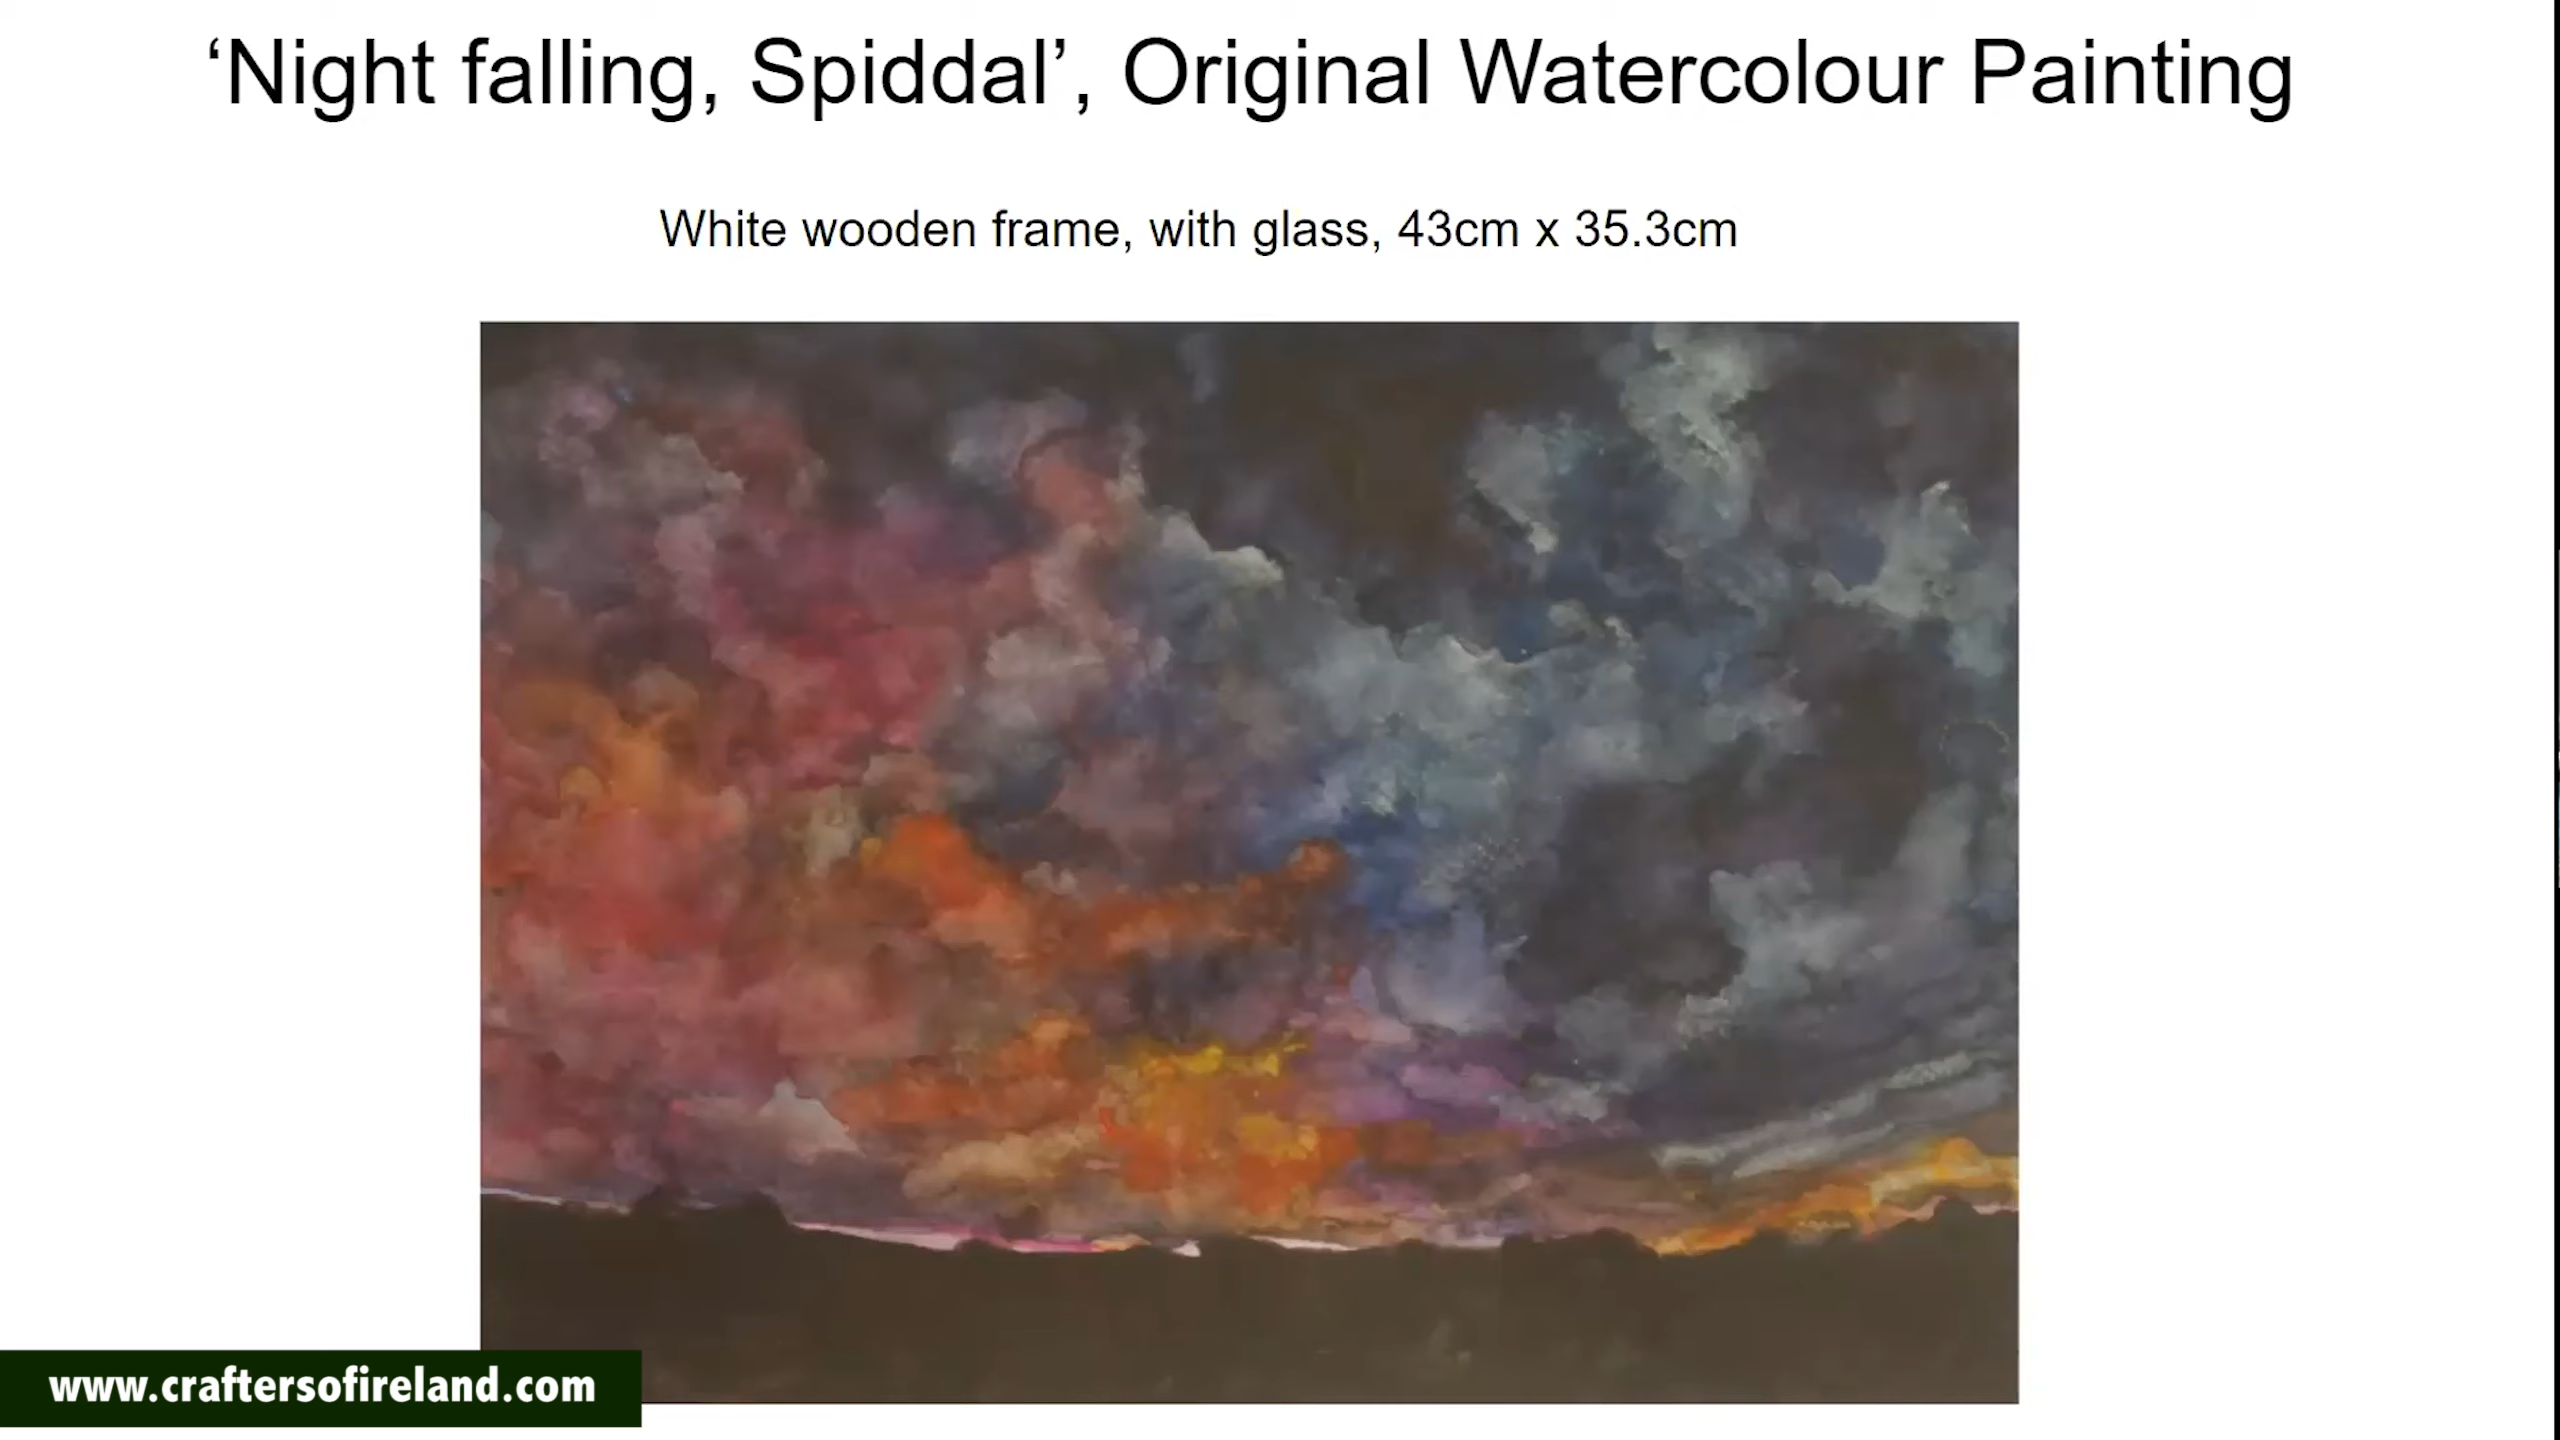 ‘Night falling, Spiddal’, Original Watercolour Painting
White wooden frame, with glass, 43cm x 35.3cm
www.craftersofireland.com